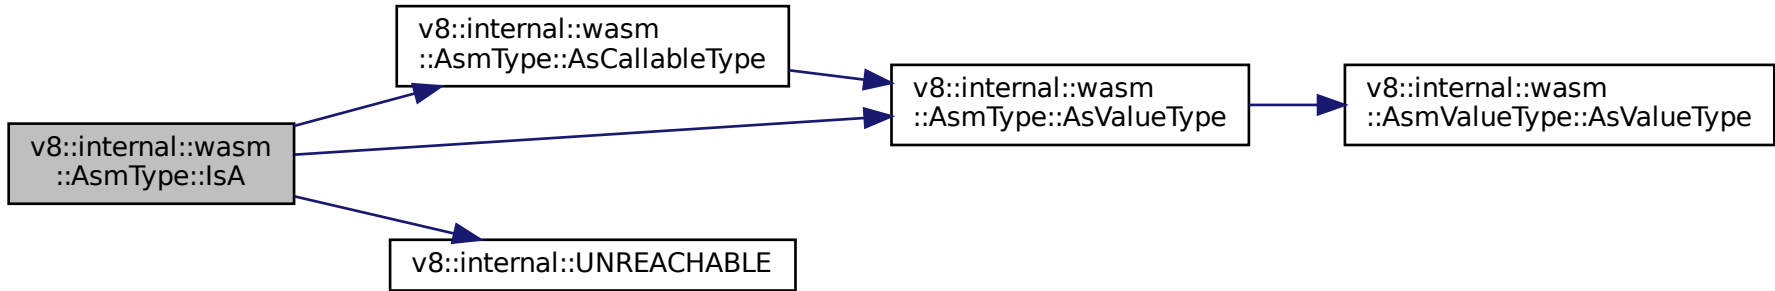 v8::internal::wasm
::AsmType::IsA
v8::internal::wasm
::AsmType::AsCallableType
v8::internal::wasm
::AsmType::AsValueType
v8::internal::wasm
::AsmValueType::AsValueType
v8::internal::UNREACHABLE